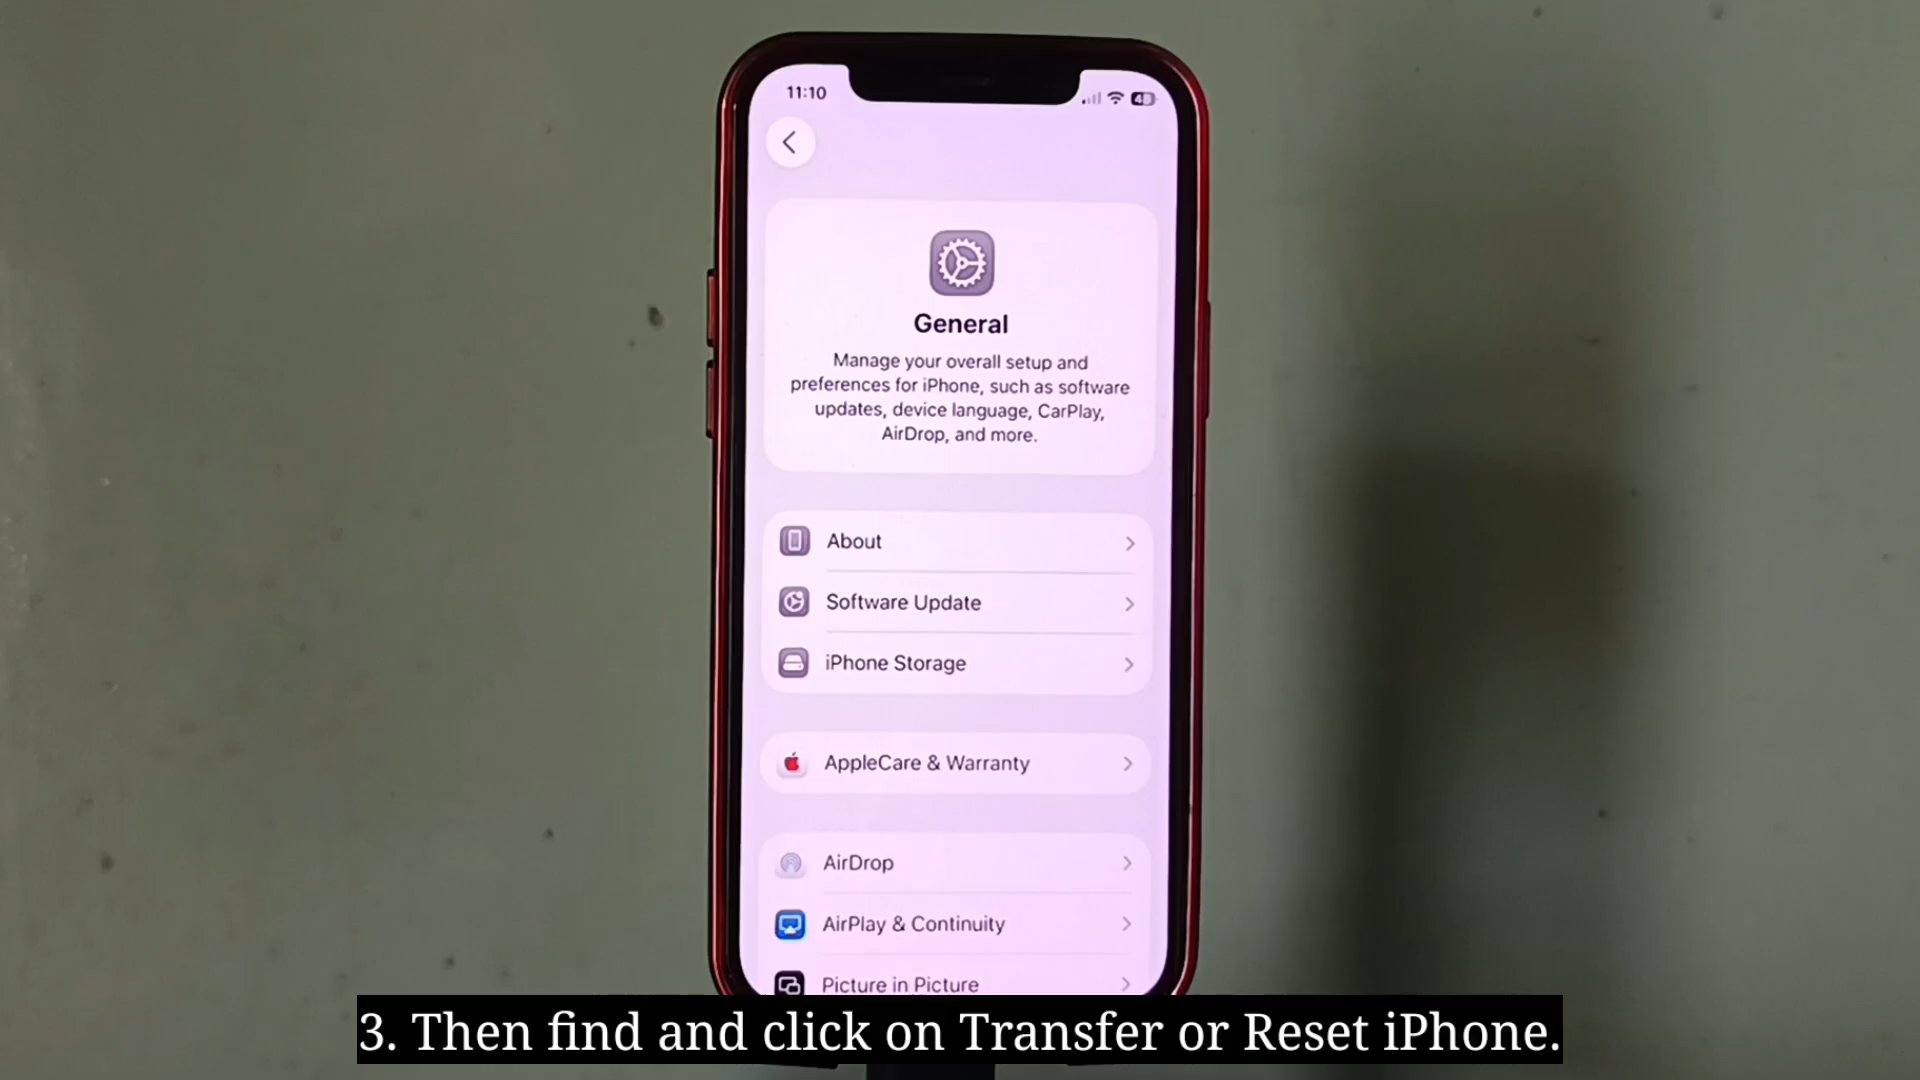 11:10
48
General
Manage your overall setup and
preferences for iPhone, such as software
updates, device language, CarPlay,
AirDrop, and more.
About
Software Update
iPhone Storage
AppleCare & Warranty
AirDrop
AirPlay & Continuity
Picture in Picture
3. Then find and click on Transfer or Reset iPhone.